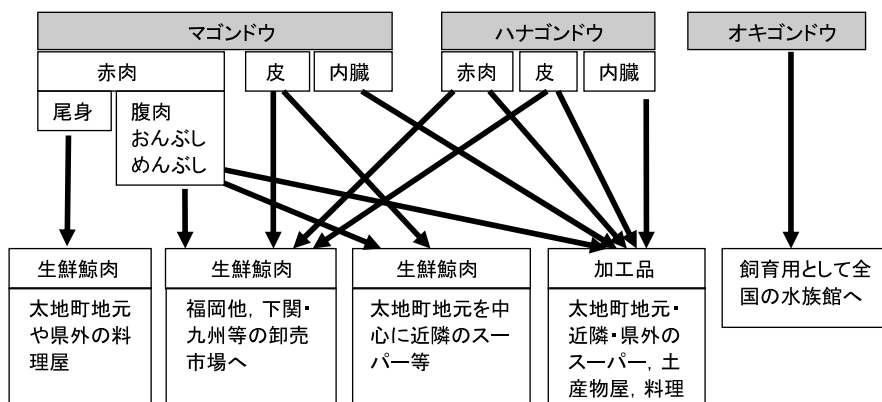 マゴンドウ
ハナゴンドウ
オキゴンドウ
赤肉
皮
内臓
赤肉
皮
内臓
尾身
腹肉
おんぶし
めんぶし
生鮮鯨肉
太地町地元
や県外の料
理屋
生鮮鯨肉
福岡他，下関・
九州等の卸売
市場へ
生鮮鯨肉
太地町地元を中
心に近隣のスー
パー等
加工品
太地町地元・
近隣・県外の
スーパー，土
産物屋，料理
飼育用として全
国の水族館へ